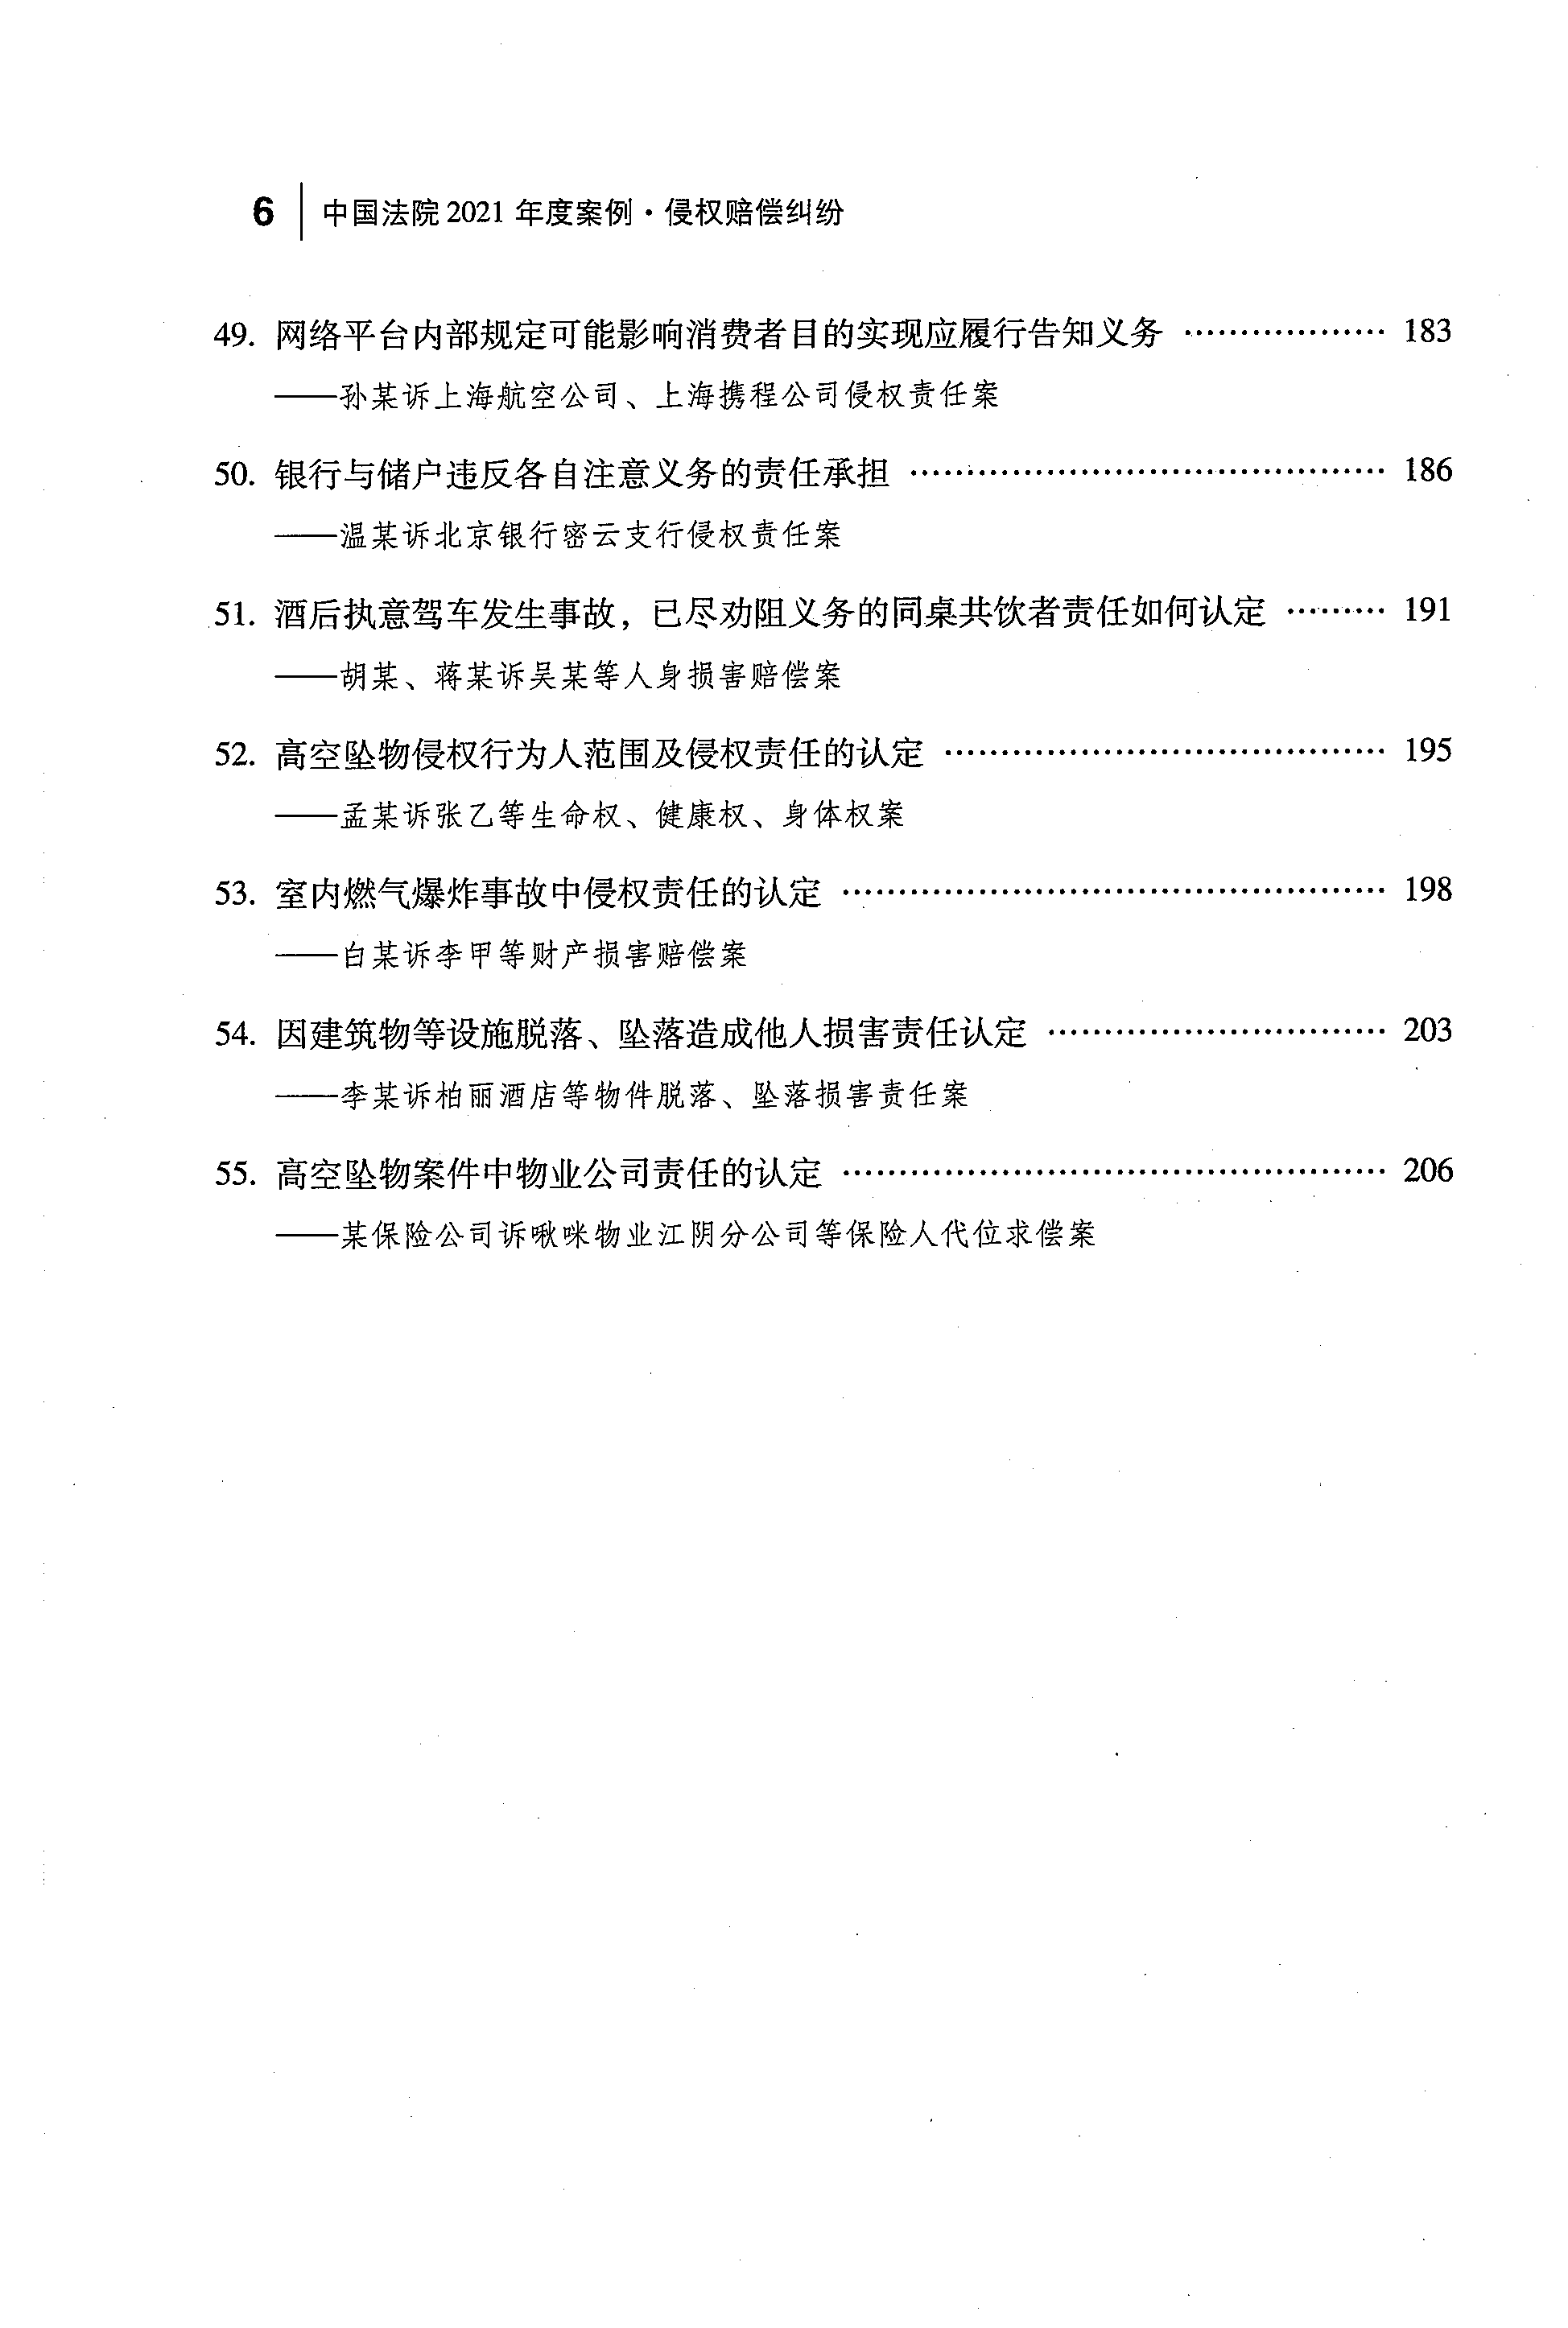 6 | 中国法院 2021 年度案例·侵权赔偿纠纷
49. 网络平台内部规定可能影响消费者目的实现应履行告知义务 ……………… 183
——孙某诉上海航空公司、上海携程公司侵权责任案
50. 银行与储户违反各自注意义务的责任承担 …………………………………… 186
——温某诉北京银行密云支行侵权责任案
51. 酒后执意驾车发生事故，已尽劝阻义务的同桌共饮者责任如何认定 ……… 191
——胡某、蒋某诉吴某等人身损害赔偿案
52. 高空坠物侵权行为人范围及侵权责任的认定 ………………………………… 195
——孟某诉张乙等生命权、健康权、身体权案
53. 室内燃气爆炸事故中侵权责任的认定 ………………………………………… 198
——白某诉李甲等财产损害赔偿案
54. 因建筑物等设施脱落、坠落造成他人损害责任认定 ………………………… 203
——李某诉柏丽酒店等物件脱落、坠落损害责任案
55. 高空坠物案件中物业公司责任的认定 ………………………………………… 206
——某保险公司诉啾咪物业江阴分公司等保险人代位求偿案